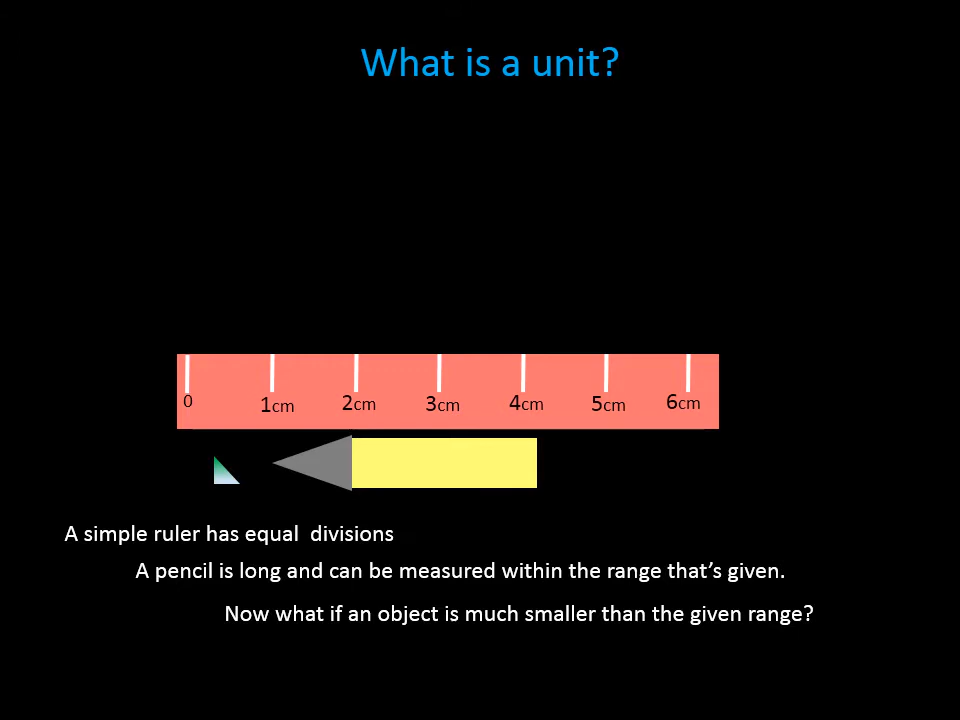 What is a unit?
0 1cm 2cm 3cm 4cm 5cm 6cm
A simple ruler has equal  divisions
A pencil is long and can be measured within the range that’s given.
Now what if an object is much smaller than the given range?